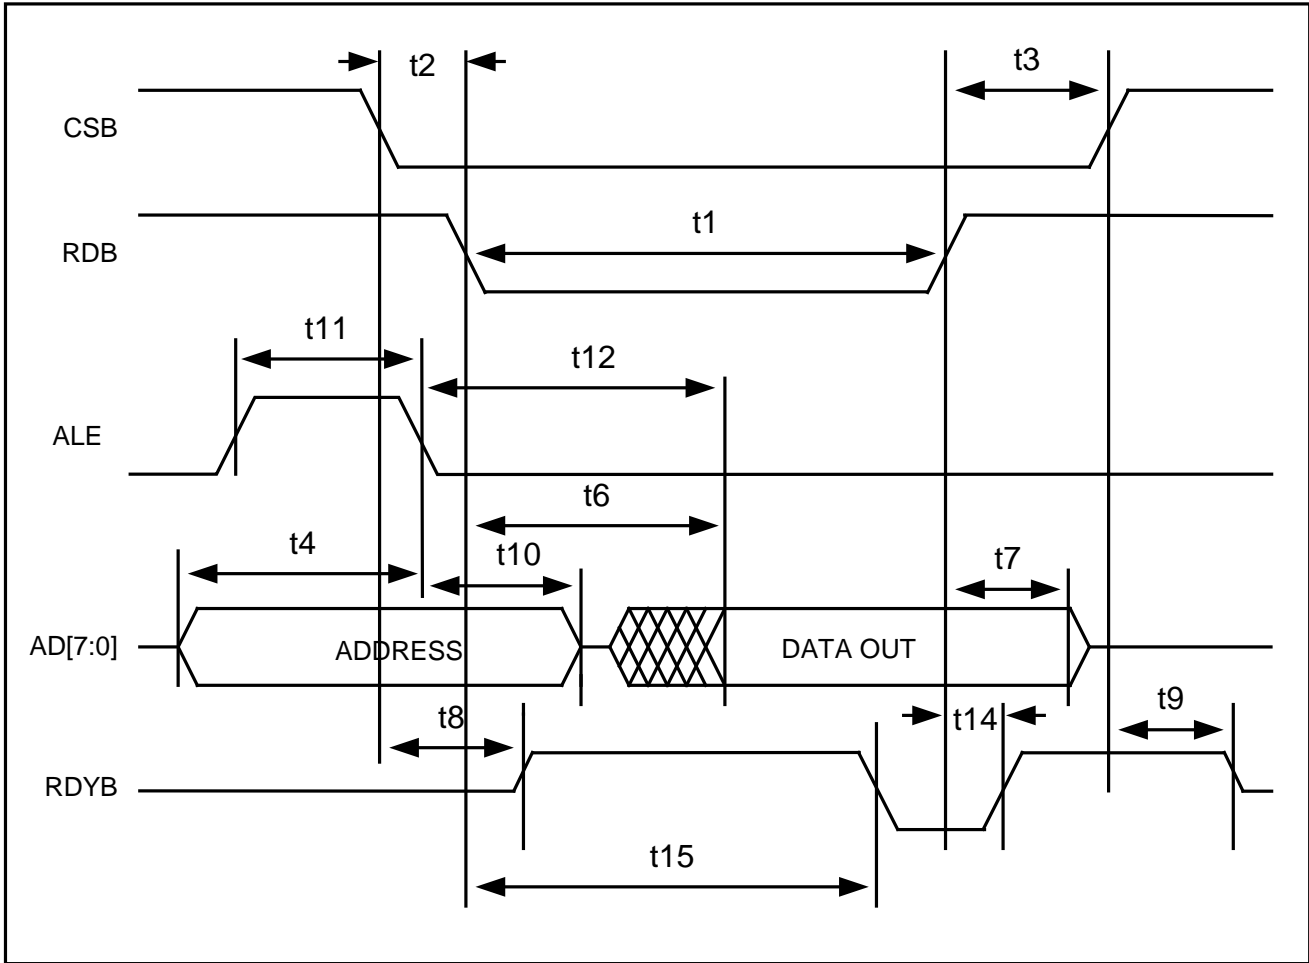 t2
t3
CSB
t1
RDB
t11
t12
ALE
t6
t4
t10
t7
AD[7:0]
ADDRESS
DATA OUT
t8
t14
t9
RDYB
t15